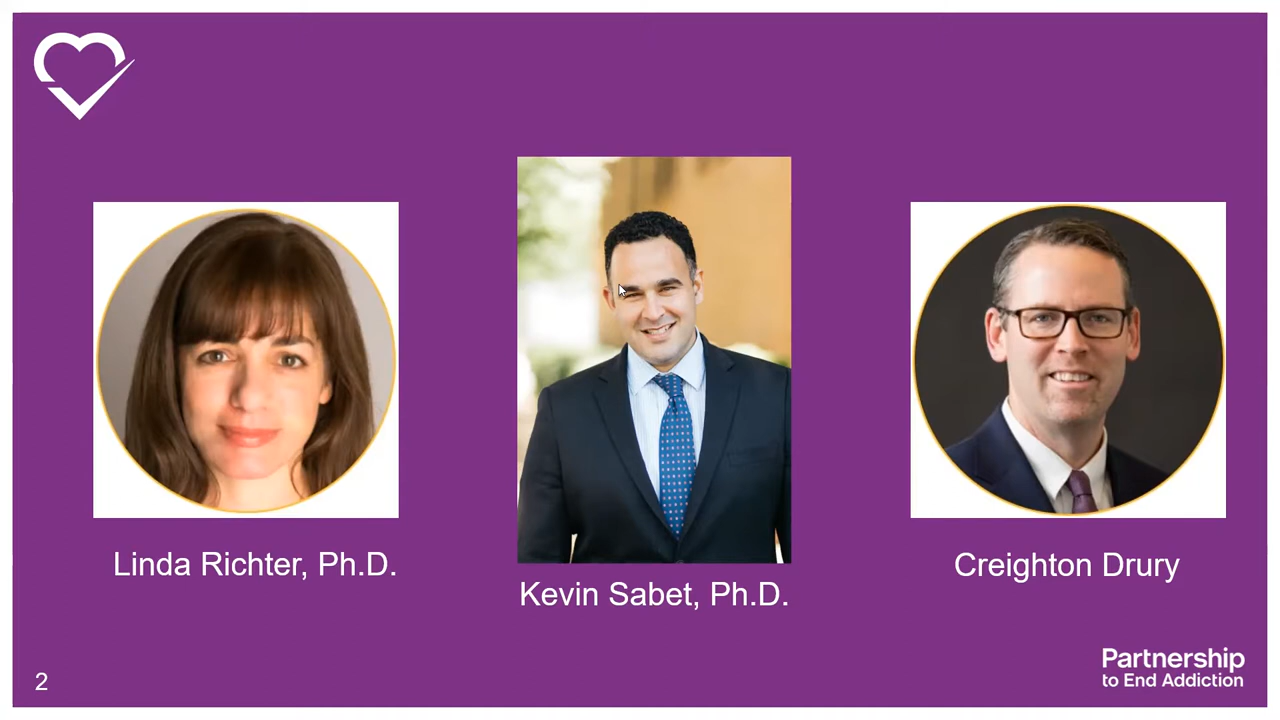 Linda Richter, Ph.D.
Kevin Sabet, Ph.D.
Creighton Drury
2
Partnership
to End Addiction